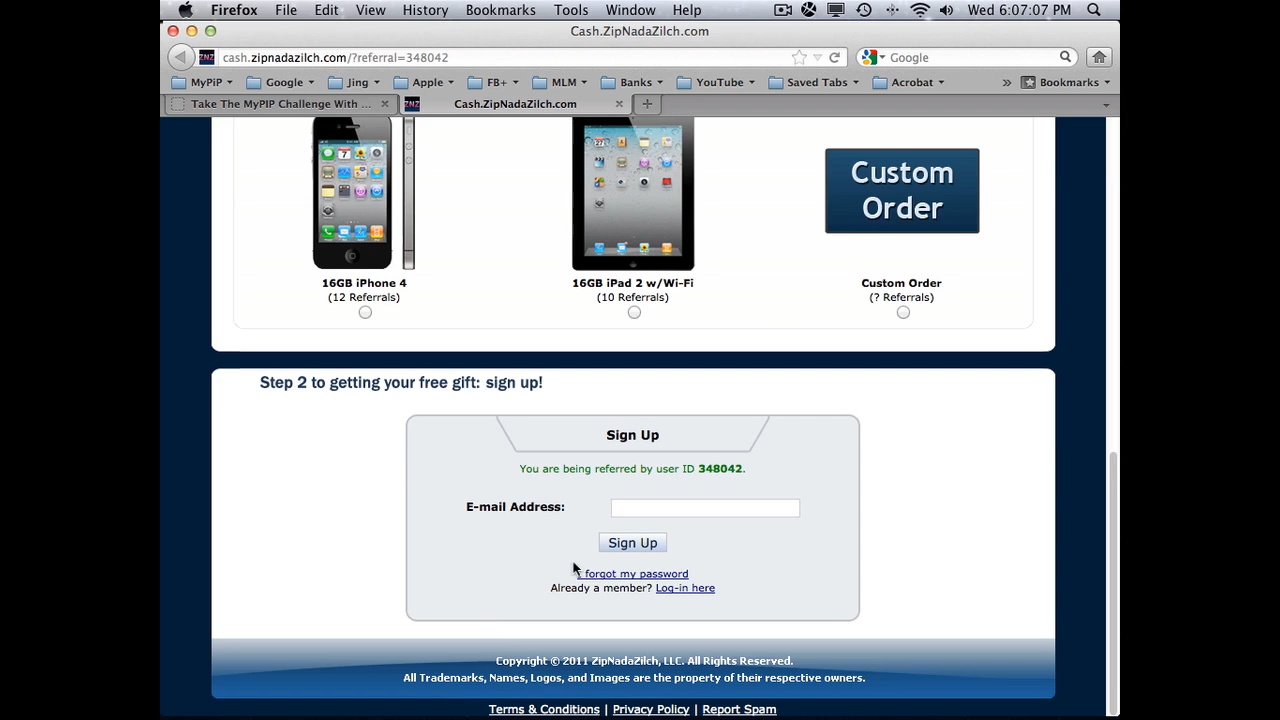 Firefox File Edit View History Bookmarks Tools Window Help Wed 6:07:07 PM
Cash.ZipNadaZilch.com
ZNZ cash.zipnadazilch.com/?referral=348042 Google
MyPiP Google Jing Apple FB+ MLM Banks YouTube Saved Tabs Acrobat » Bookmarks
Take The MyPIP Challenge With ... ZNZ Cash.ZipNadaZilch.com
Custom
Order
16GB iPhone 4 16GB iPad 2 w/Wi-Fi Custom Order
(12 Referrals) (10 Referrals) (? Referrals)
Step 2 to getting your free gift: sign up!
Sign Up
You are being referred by user ID 348042.
E-mail Address:
Sign Up
forgot my password
Already a member? Log-in here
Copyright © 2011 ZipNadaZilch, LLC. All Rights Reserved.
All Trademarks, Names, Logos, and Images are the property of their respective owners.
Terms & Conditions | Privacy Policy | Report Spam